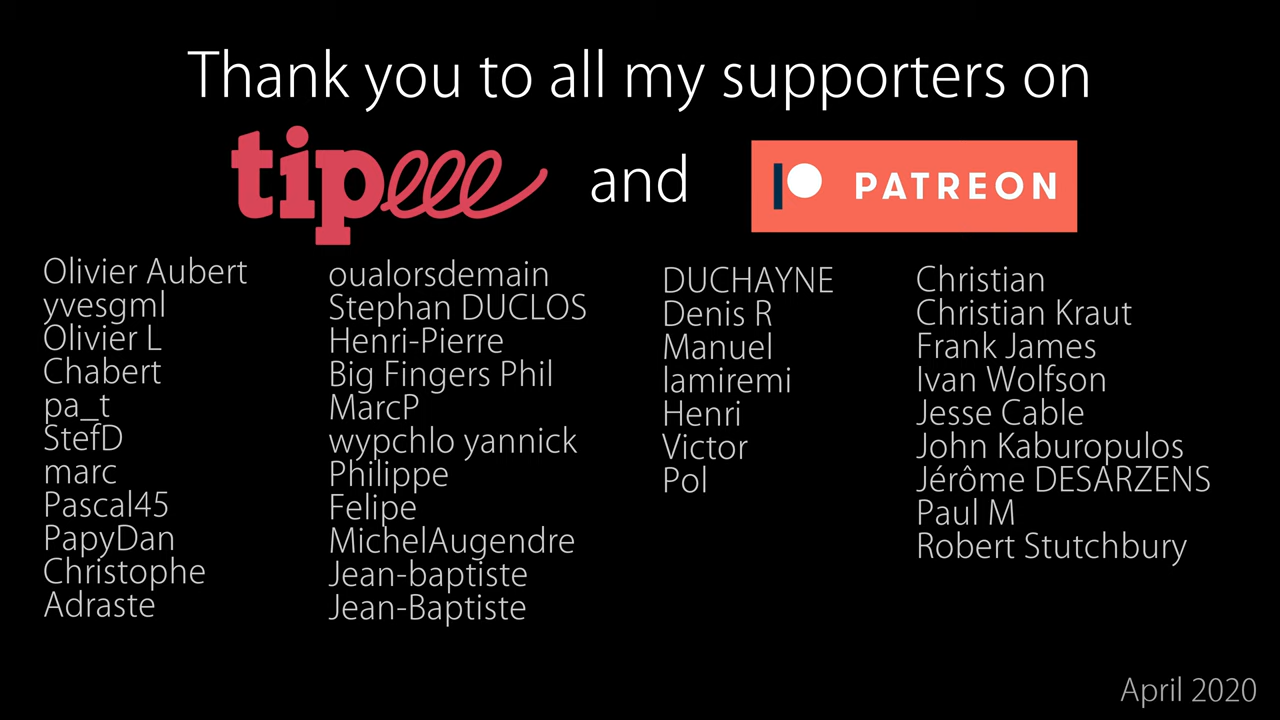 Thank you to all my supporters on
tipeee and PATREON
Olivier Aubert
yvesgml
Olivier L
Chabert
pa_t
StefD
marc
Pascal45
PapyDan
Christophe
Adraste
oualorsdemain
Stephan DUCLOS
Henri-Pierre
Big Fingers Phil
MarcP
wypchlo yannick
Philippe
Felipe
MichelAugendre
Jean-baptiste
Jean-Baptiste
DUCHAYNE
Denis R
Manuel
lamiremi
Henri
Victor
Pol
Christian
Christian Kraut
Frank James
Ivan Wolfson
Jesse Cable
John Kaburopulos
Jérôme DESARZENS
Paul M
Robert Stutchbury
April 2020